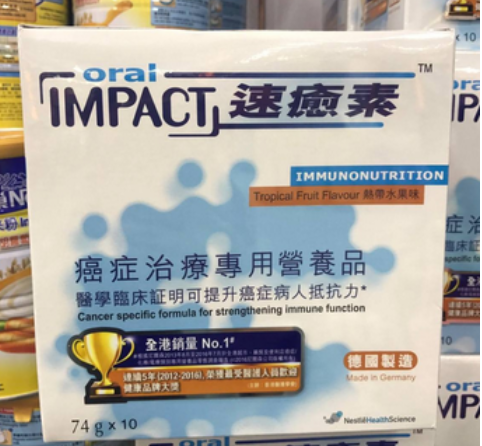 oral
IMPACT 速癒素 TM
IMMUNONUTRITION
Tropical Fruit Flavour 熱帶水果味
癌症治療專用營養品
醫學臨床証明可提升癌症病人抵抗力*
Cancer specific formula for strengthening immune function
全港銷量 No.1#
連續5年(2012-2016), 榮獲最受醫護人員歡迎
健康品牌大獎
德國製造
Made in Germany
74 g x 10
NestléHealthScience
x 10